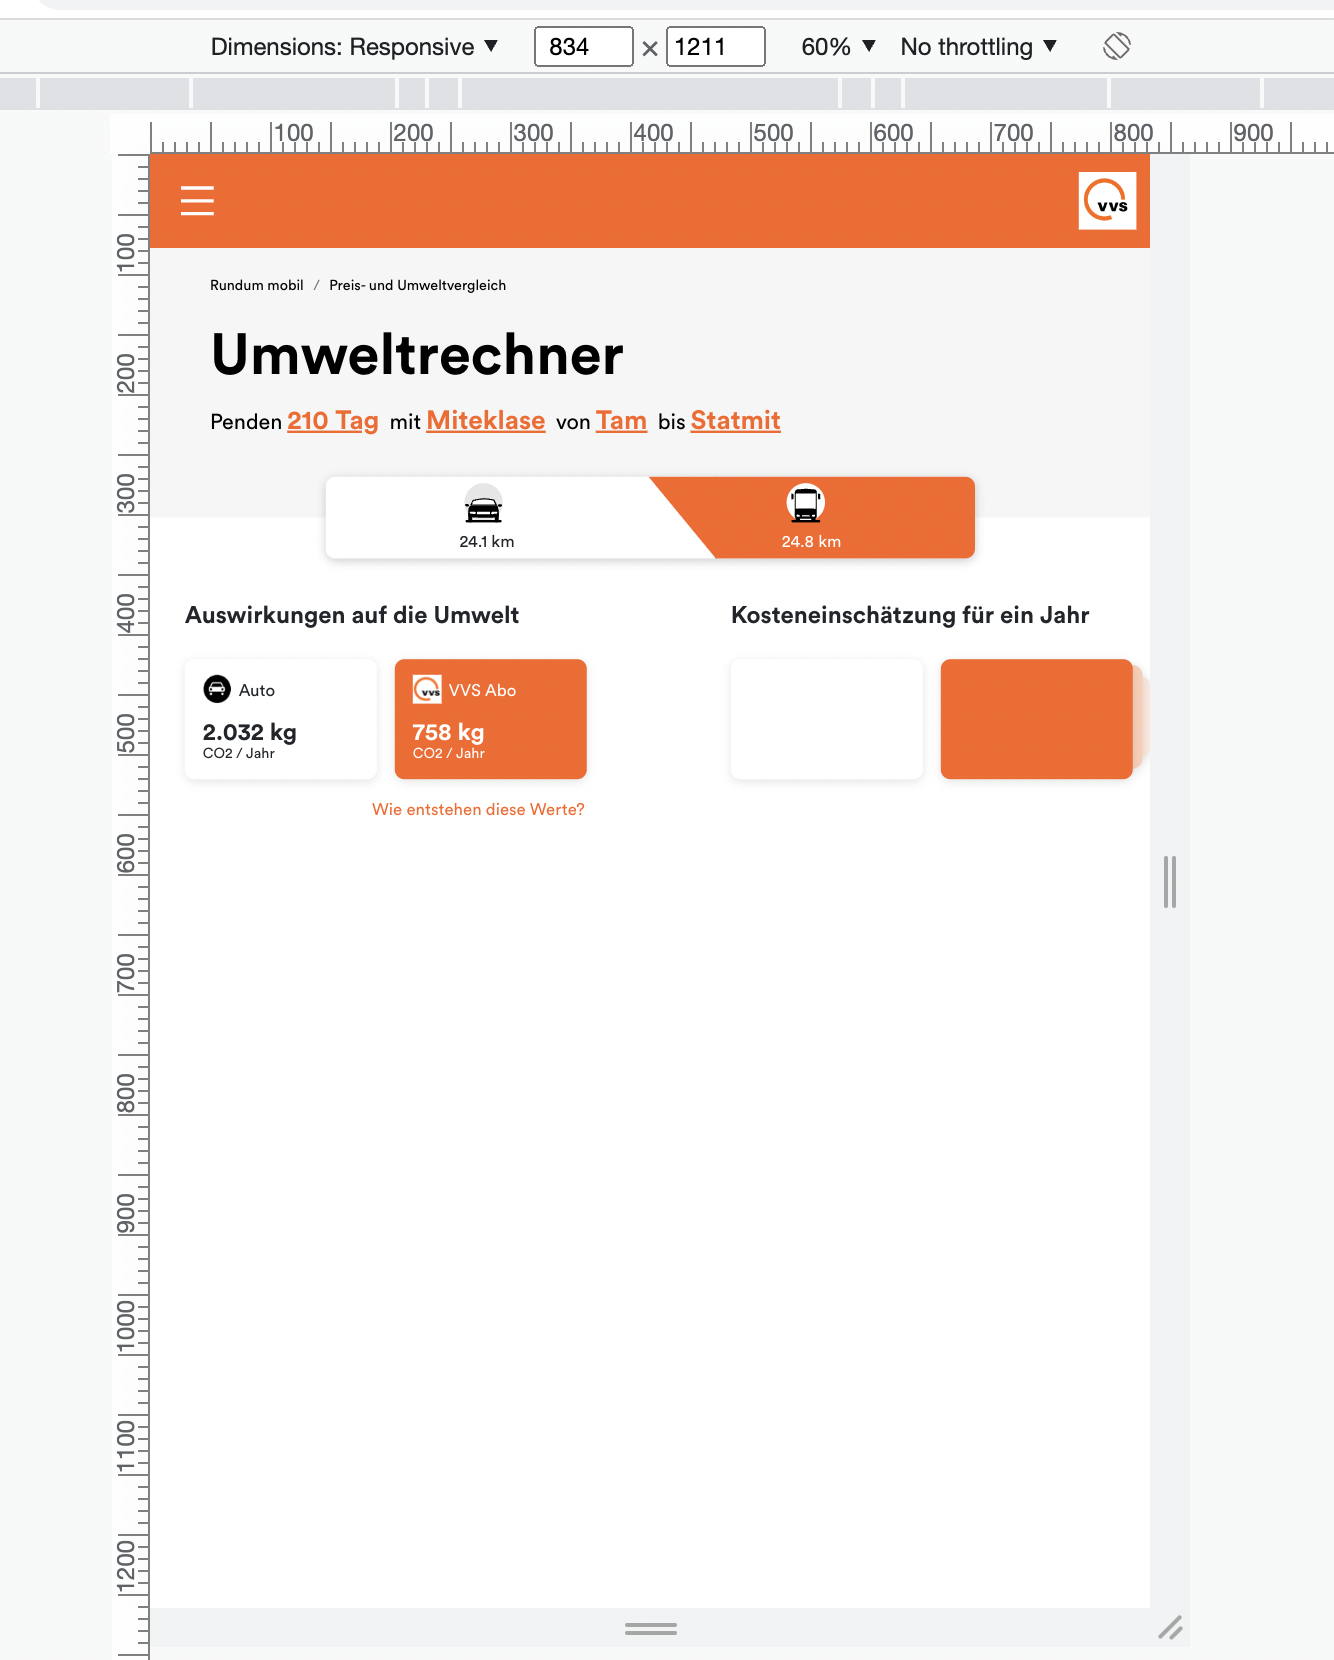 Dimensions: Responsive ▼ 834 × 1211 60% ▼ No throttling ▼
100 200 300 400 500 600 700 800 900
VVS
Rundum mobil / Preis- und Umweltvergleich
Umweltrechner
Penden 210 Tag mit Miteklase von Tam bis Statmit
24.1 km
24.8 km
Auswirkungen auf die Umwelt
Auto
2.032 kg
CO2 / Jahr
vvs VVS Abo
758 kg
CO2 / Jahr
Wie entstehen diese Werte?
Kosteneinschätzung für ein Jahr
100
200
300
400
500
600
700
800
900
1000
1100
1200